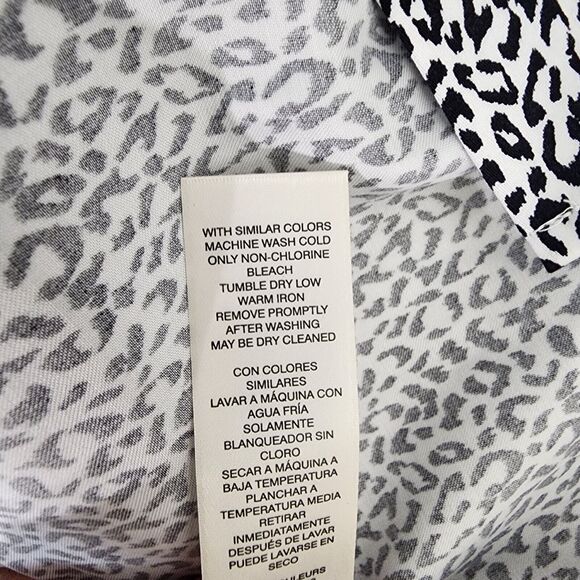 WITH SIMILAR COLORS
MACHINE WASH COLD
ONLY NON-CHLORINE
BLEACH
TUMBLE DRY LOW
WARM IRON
REMOVE PROMPTLY
AFTER WASHING
MAY BE DRY CLEANED
CON COLORES
SIMILARES
LAVAR A MÁQUINA CON
AGUA FRÍA
SOLAMENTE
BLANQUEADOR SIN
CLORO
SECAR A MÁQUINA A
BAJA TEMPERATURA
PLANCHAR A
TEMPERATURA MEDIA
RETIRAR
INMEDIATAMENTE
DESPUÉS DE LAVAR
PUEDE LAVARSE EN
SECO